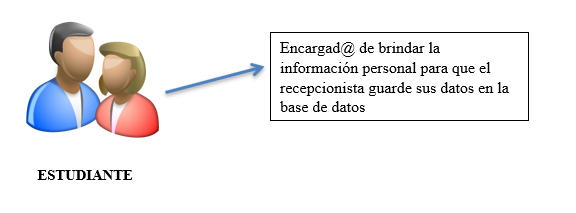 Encargad@ de brindar la
información personal para que el
recepcionista guarde sus datos en la
base de datos
ESTUDIANTE